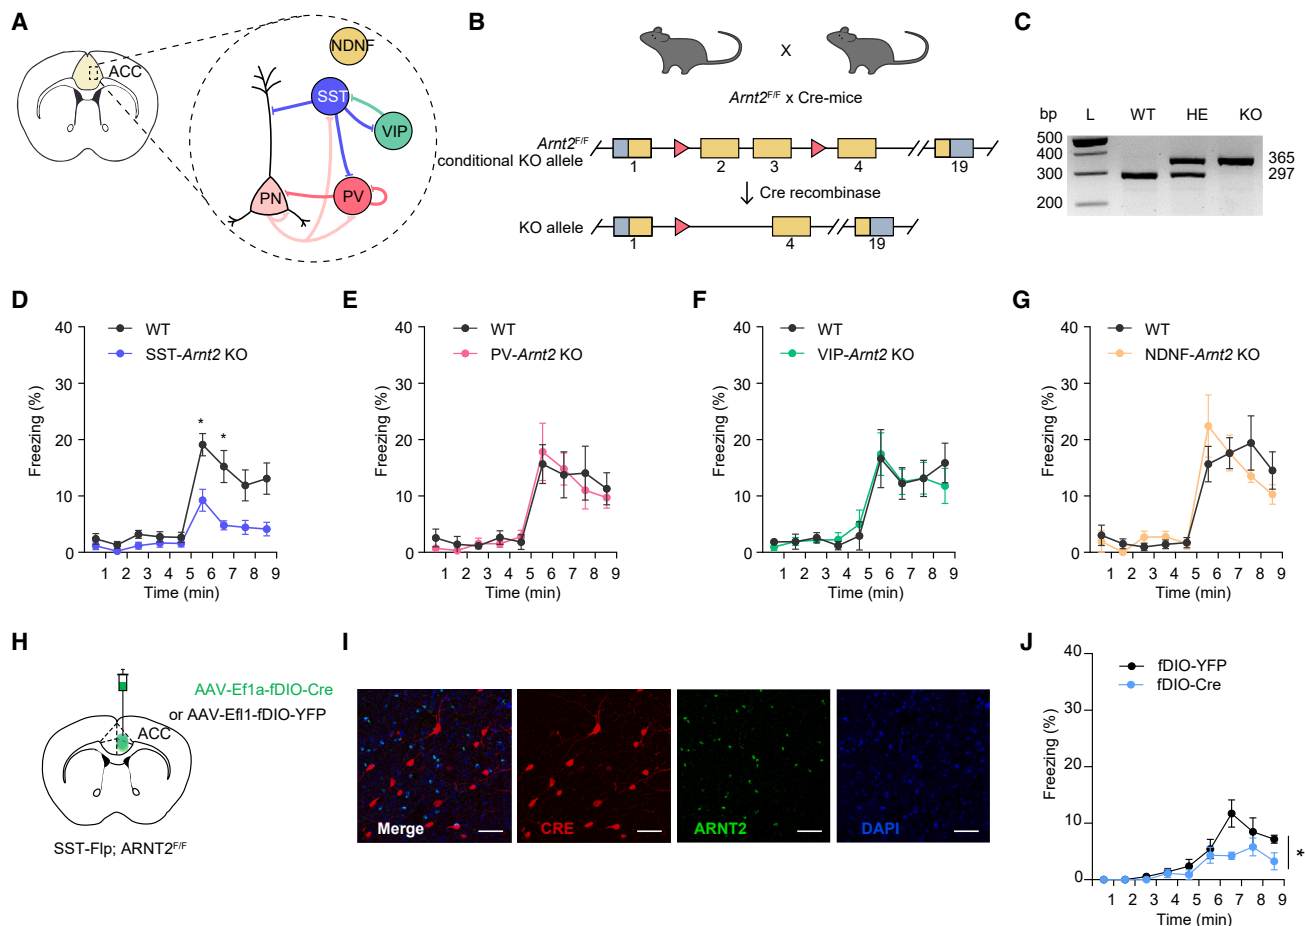 A
ACC
NDNF
SST
VIP
PN
PV
B
X
Arnt2F/F x Cre-mice
Arnt2F/F
conditional KO allele
1
2
3
4
19
Cre recombinase
KO allele
1
4
19
C
bp
L
WT
HE
KO
500
400
300
200
365
297
D
WT
SST-Arnt2 KO
Freezing (%)
40
30
20
10
0
*
*
1 2 3 4 5 6 7 8 9
Time (min)
E
WT
PV-Arnt2 KO
Freezing (%)
40
30
20
10
0
1 2 3 4 5 6 7 8 9
Time (min)
F
WT
VIP-Arnt2 KO
Freezing (%)
40
30
20
10
0
1 2 3 4 5 6 7 8 9
Time (min)
G
WT
NDNF-Arnt2 KO
Freezing (%)
40
30
20
10
0
1 2 3 4 5 6 7 8 9
Time (min)
H
AAV-Ef1a-fDIO-Cre
or AAV-Efl1-fDIO-YFP
ACC
SST-Flp; ARNT2F/F
I
Merge
CRE
ARNT2
DAPI
J
fDIO-YFP
fDIO-Cre
Freezing (%)
40
30
20
10
0
*
1 2 3 4 5 6 7 8 9
Time (min)